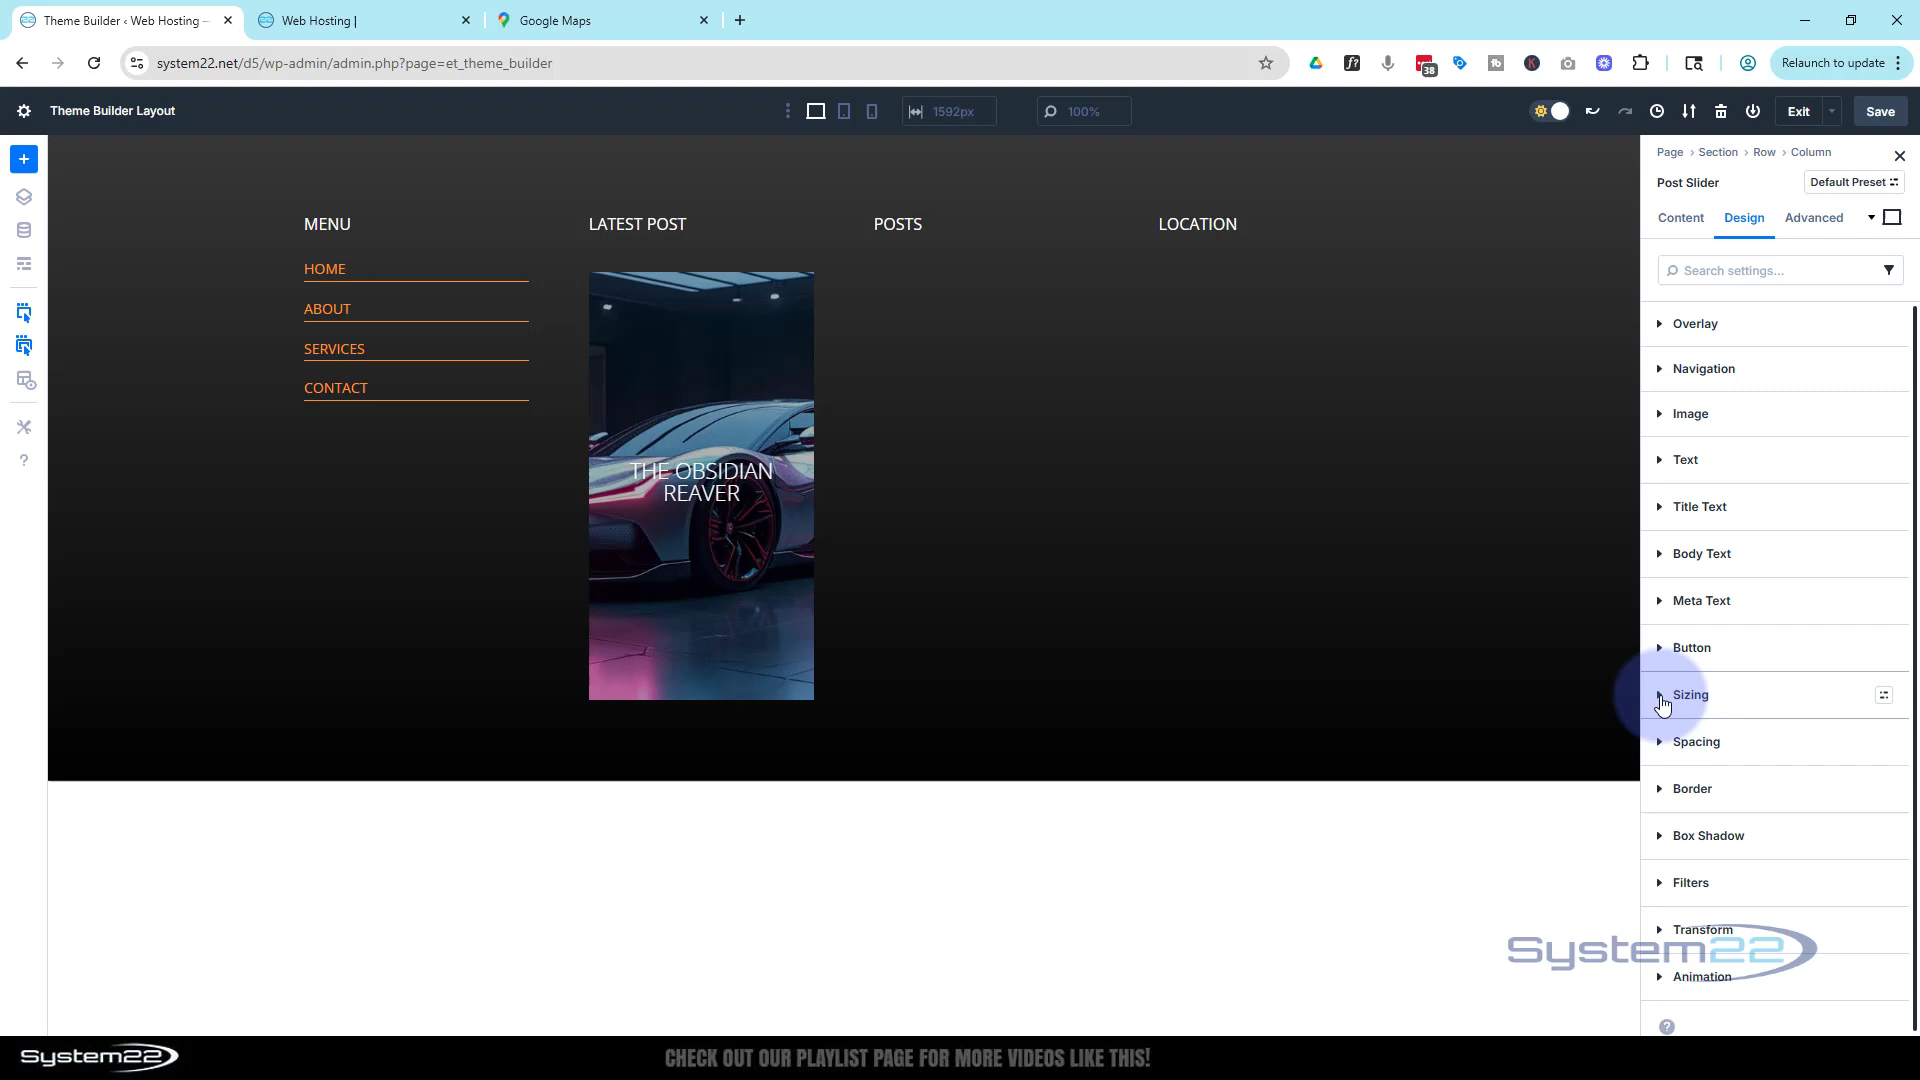 Theme Builder ‹ Web Hosting —
Web Hosting |
Google Maps
system22.net/d5/wp-admin/admin.php?page=et_theme_builder
38
Relaunch to update
Theme Builder Layout
1592px
100%
Exit
Save
Page › Section › Row › Column
Post Slider
Default Preset
Content
Design
Advanced
Search settings...
Overlay
Navigation
Image
Text
Title Text
Body Text
Meta Text
Button
Sizing
Spacing
Border
Box Shadow
Filters
Transform
Animation
MENU
HOME
ABOUT
SERVICES
CONTACT
LATEST POST
THE OBSIDIAN
REAVER
POSTS
LOCATION
System22
System22
CHECK OUT OUR PLAYLIST PAGE FOR MORE VIDEOS LIKE THIS!